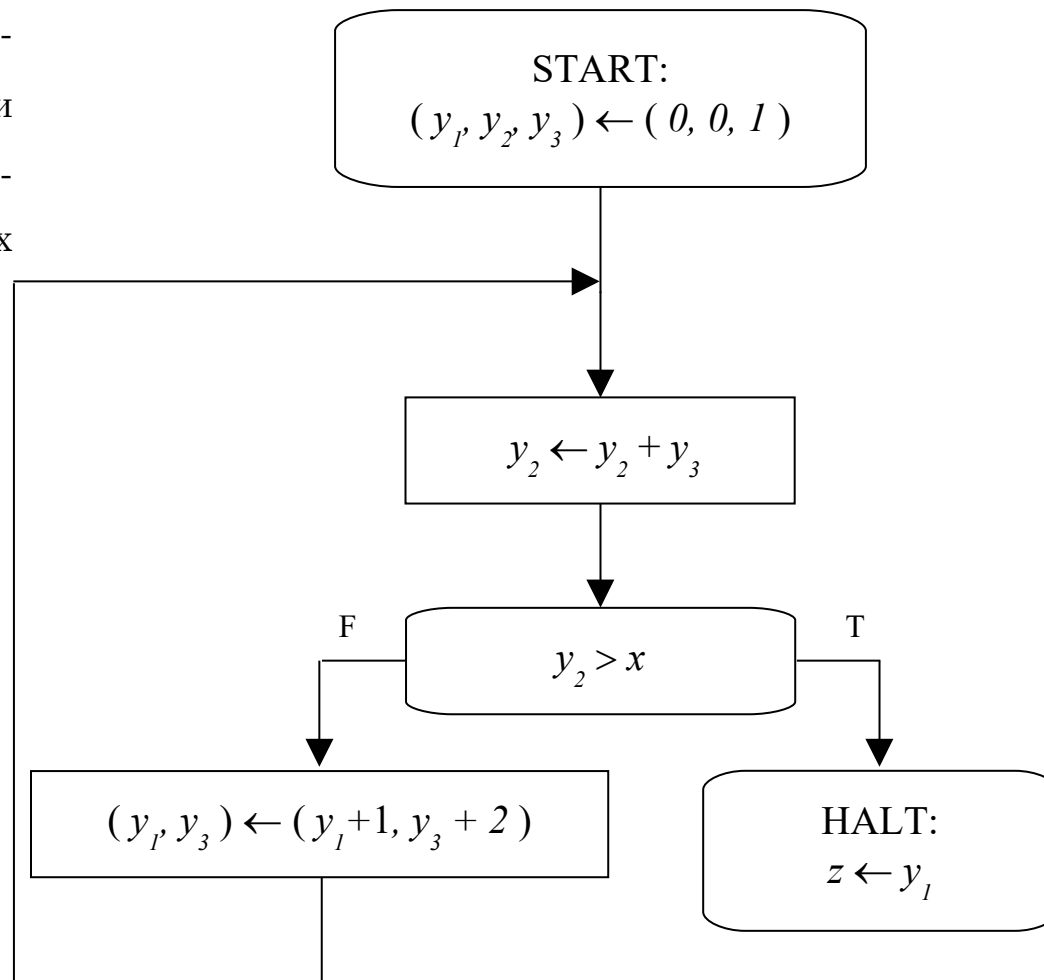 -
и
-
х
START:
( y₁, y₂, y₃ ) ← ( 0, 0, 1 )
y₂ ← y₂ + y₃
F
T
y₂ > x
( y₁, y₃ ) ← ( y₁+1, y₃ + 2 )
HALT:
z ← y₁